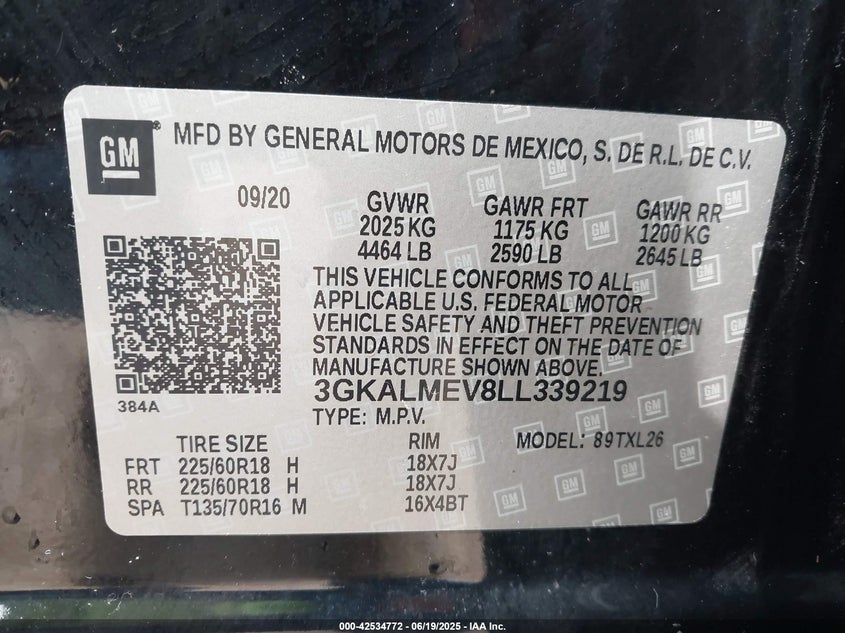 GM ® MFD BY GENERAL MOTORS DE MEXICO, S. DE R.L. DE C.V.
09/20 GVWR GAWR FRT GAWR RR
2025 KG 1175 KG 1200 KG
4464 LB 2590 LB 2645 LB
THIS VEHICLE CONFORMS TO ALL
APPLICABLE U.S. FEDERAL MOTOR
VEHICLE SAFETY AND THEFT PREVENTION
STANDARDS IN EFFECT ON THE DATE OF
MANUFACTURE SHOWN ABOVE.
384A 3GKALMEV8LL339219
TYPE: M.P.V.
TIRE SIZE RIM MODEL: 89TXL26
FRT 225/60R18 H 18X7J
RR 225/60R18 H 18X7J
SPA T135/70R16 M 16X4BT
000-42534772 - 06/19/2025 - IAA Inc.